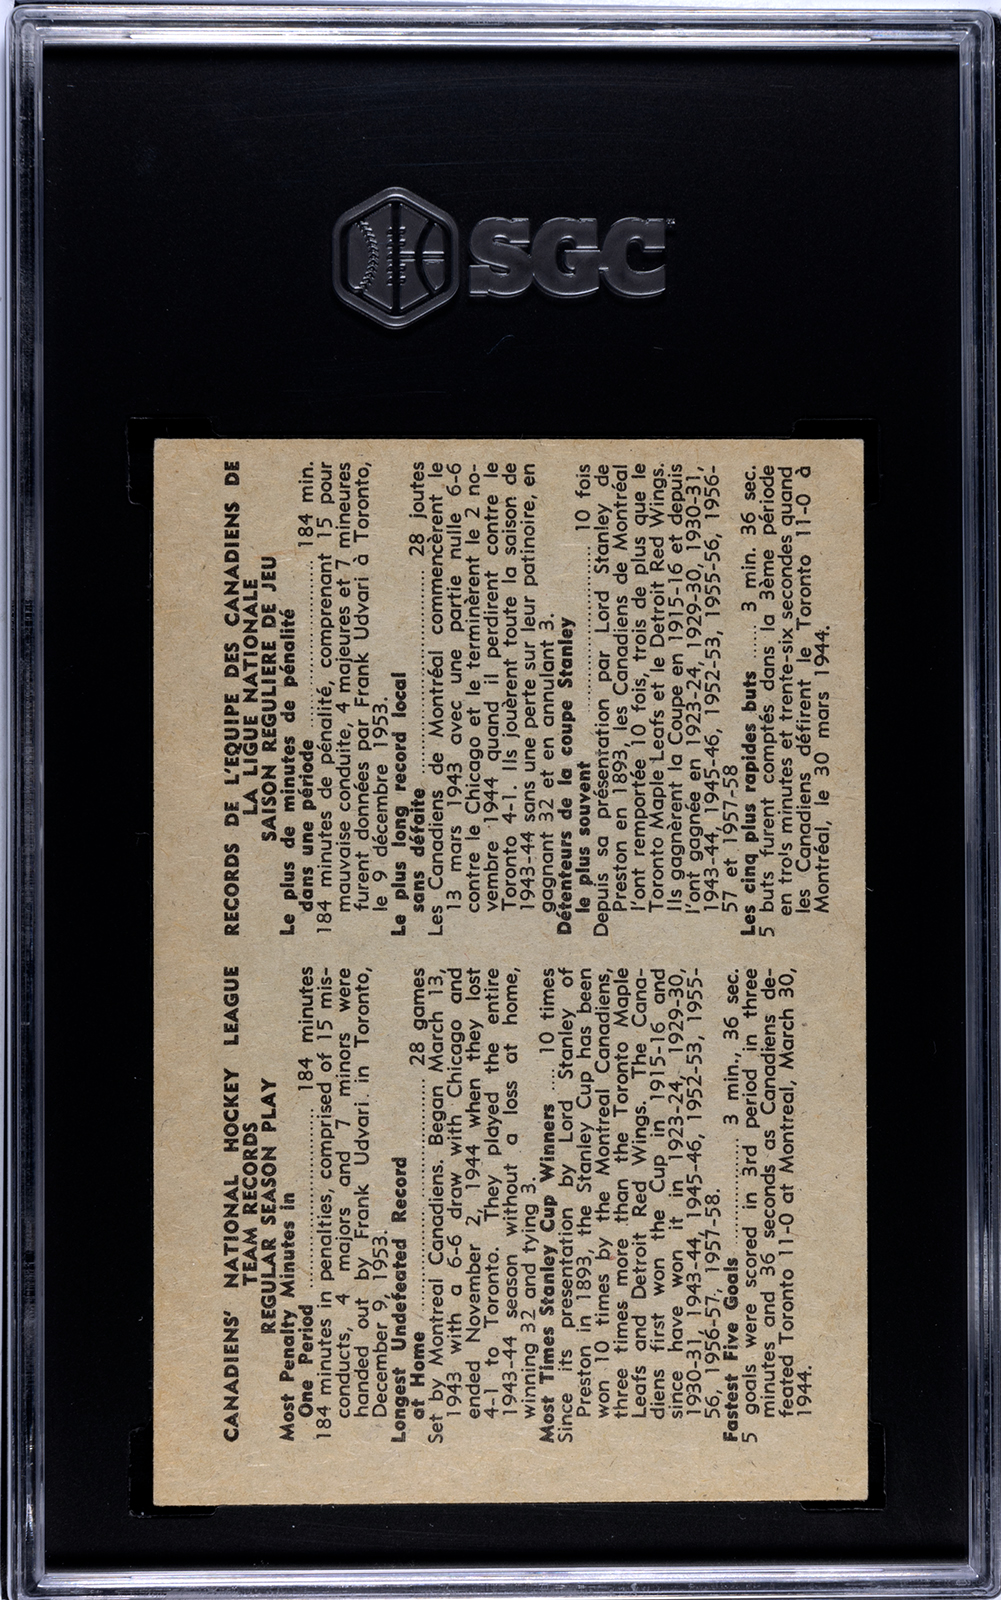 SGC
CANADIENS' NATIONAL HOCKEY LEAGUE
TEAM RECORDS
REGULAR SEASON PLAY
Most Penalty Minutes in
One Period .......... 184 minutes
184 minutes in penalties, comprised of 15 mis-
conducts, 4 majors and 7 minors were
handed out by Frank Udvari in Toronto,
December 9, 1953.
Longest Undefeated Record
at Home .......... 28 games
Set by Montreal Canadiens. Began March 13,
1943 with a 6-6 draw with Chicago and
ended November 2, 1944 when they lost
4-1 to Toronto. They played the entire
1943-44 season without a loss at home,
winning 32 and tying 3.
Most Times Stanley Cup Winners ..... 10 times
Since its presentation by Lord Stanley of
Preston in 1893, the Stanley Cup has been
won 10 times by the Montreal Canadiens,
three times more than the Toronto Maple
Leafs and Detroit Red Wings. The Cana-
diens first won the Cup in 1915-16 and
since have won it in 1923-24, 1929-30,
1930-31, 1943-44, 1945-46, 1952-53, 1955-
56, 1956-57, 1957-58.
Fastest Five Goals .......... 3 min., 36 sec.
5 goals were scored in 3rd period in three
minutes and 36 seconds as Canadiens de-
feated Toronto 11-0 at Montreal, March 30,
1944.
RECORDS DE L'EQUIPE DES CANADIENS DE
LA LIGUE NATIONALE
SAISON REGULIERE DE JEU
Le plus de minutes de pénalité
dans une période .......... 184 min.
184 minutes de pénalité, comprenant 15 pour
mauvaise conduite, 4 majeures et 7 mineures
furent données par Frank Udvari à Toronto,
le 9 décembre 1953.
Le plus long record local
sans défaite .......... 28 joutes
Les Canadiens de Montréal commencèrent le
13 mars 1943 avec une partie nulle 6-6
contre le Chicago et le terminèrent le 2 no-
vembre 1944 quand il perdirent contre le
Toronto 4-1. Ils jouèrent toute la saison de
1943-44 sans une perte sur leur patinoire, en
gagnant 32 et en annulant 3.
Détenteurs de la coupe Stanley
le plus souvent .......... 10 fois
Depuis sa présentation par Lord Stanley de
Preston en 1893, les Canadiens de Montréal
l'ont remportée 10 fois, trois de plus que le
Toronto Maple Leafs et le Detroit Red Wings.
Ils gagnèrent la Coupe en 1915-16 et depuis
l'ont gagnée en 1923-24, 1929-30, 1930-31,
1943-44, 1945-46, 1952-53, 1955-56, 1956-
57 et 1957-58
Les cinq plus rapides buts ...... 3 min. 36 sec.
5 buts furent comptés dans la 3ème période
en trois minutes et trente-six secondes quand
les Canadiens défirent le Toronto 11-0 à
Montréal, le 30 mars 1944.